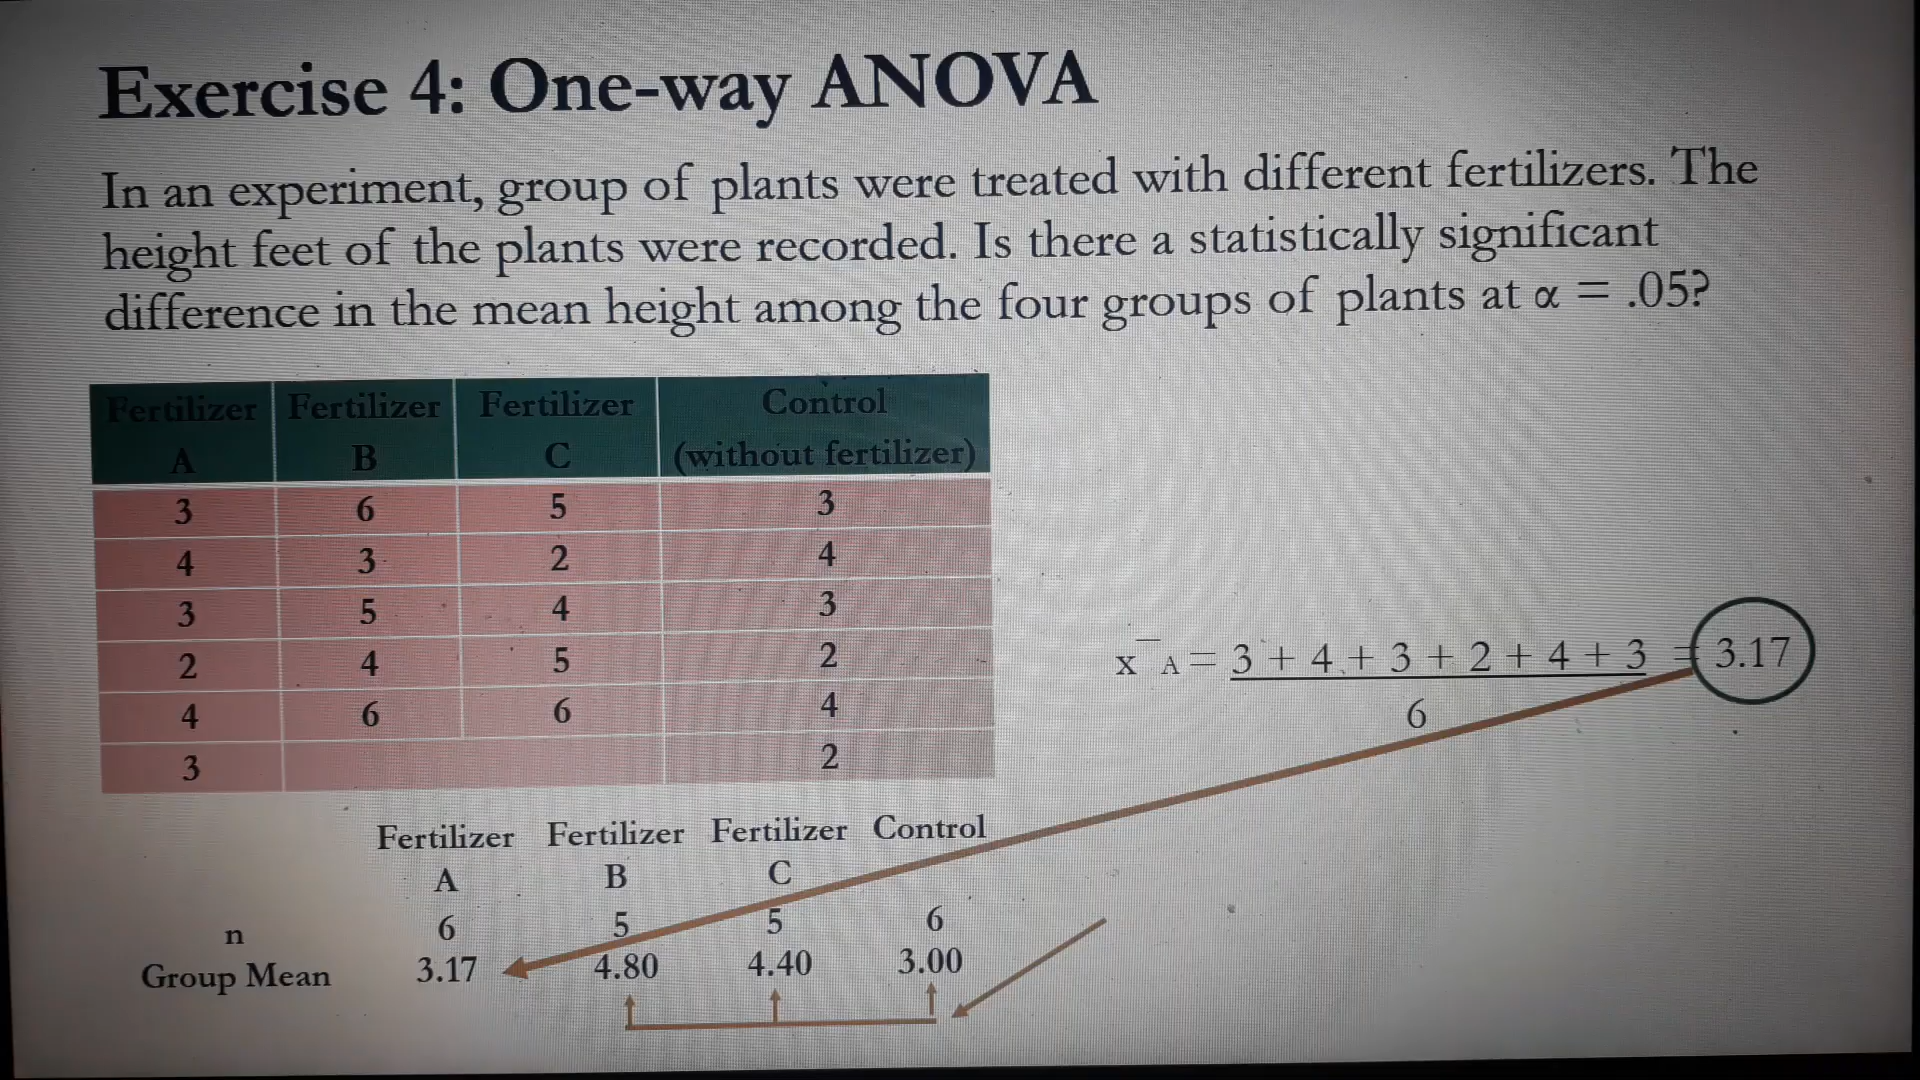 Exercise 4: One-way ANOVA
In an experiment, group of plants were treated with different fertilizers. The
height feet of the plants were recorded. Is there a statistically significant
difference in the mean height among the four groups of plants at α = .05?
Fertilizer Fertilizer Fertilizer Control
A B C (without fertilizer)
3 6 5 3
4 3 2 4
3 5 4 3
2 4 5 2
4 6 6 4
3 2
x̄ A = 3 + 4 + 3 + 2 + 4 + 3 = 3.17
6
Fertilizer Fertilizer Fertilizer Control
A B C
n 6 5 5 6
Group Mean 3.17 4.80 4.40 3.00